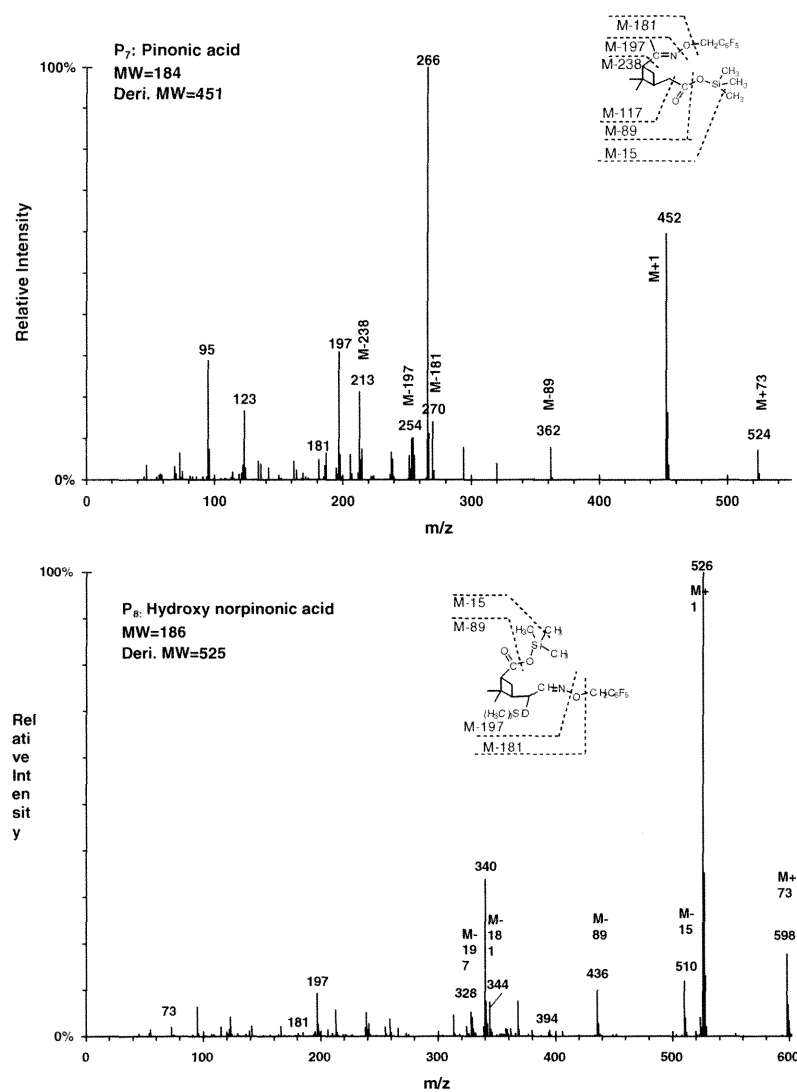 P7: Pinonic acid
MW=184
Deri. MW=451
M-181
M-197
M-238
C=N
O
CH2C6F5
O
Si
CH3
CH3
CH3
C
O
M-117
M-89
M-15
100%
0%
Relative Intensity
95
123
181
197
213
M-238
254
M-197
266
270
M-181
362
M-89
452
M+1
524
M+73
0
100
200
300
400
500
m/z
P8: Hydroxy norpinonic acid
MW=186
Deri. MW=525
M-15
M-89
H3C
CH3
Si
CH3
O
O
C
CH=N
O
CH2C6F5
(H3C)3SiO
M-197
M-181
100%
0%
Rel
ati
ve
Int
en
sit
y
73
181
197
M-
19
7
328
340
M-
18
1
344
394
M-
89
436
M-
15
510
526
M+
1
M+
73
598
0
100
200
300
400
500
600
m/z